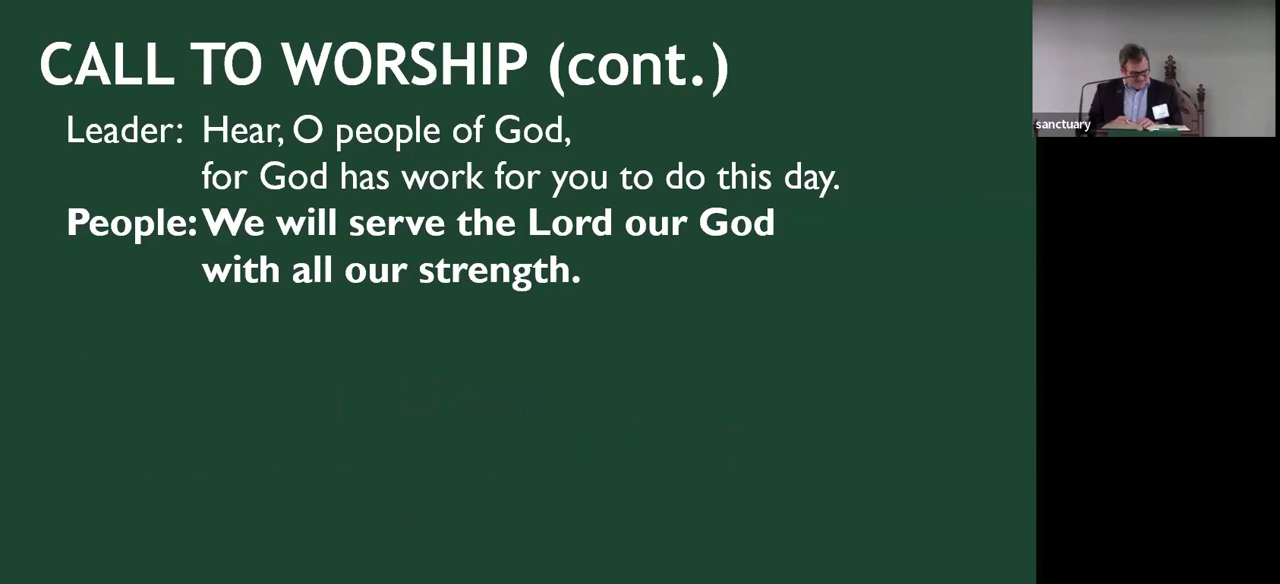 CALL TO WORSHIP (cont.)
Leader: Hear, O people of God,
for God has work for you to do this day.
People: We will serve the Lord our God
with all our strength.
sanctuary